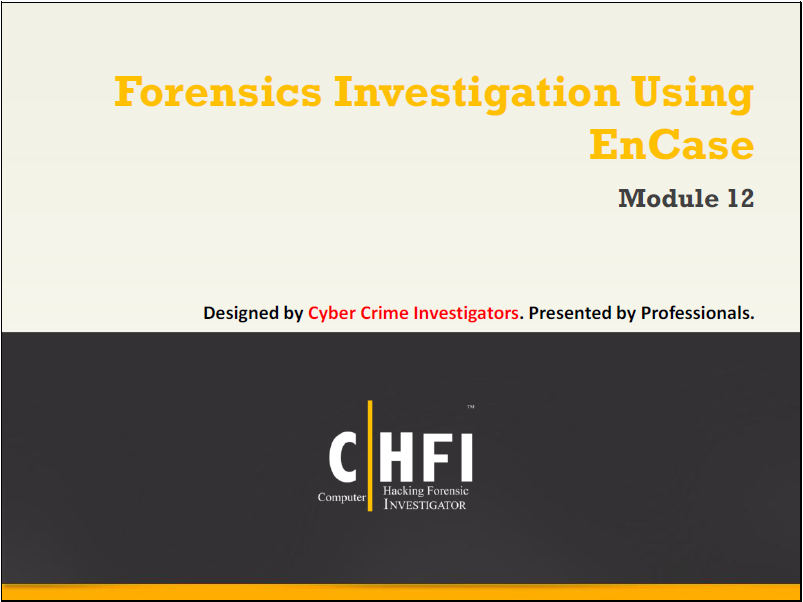 Forensics Investigation Using
EnCase
Module 12
Designed by Cyber Crime Investigators. Presented by Professionals.
™
CHFI
Computer
Hacking Forensic
INVESTIGATOR